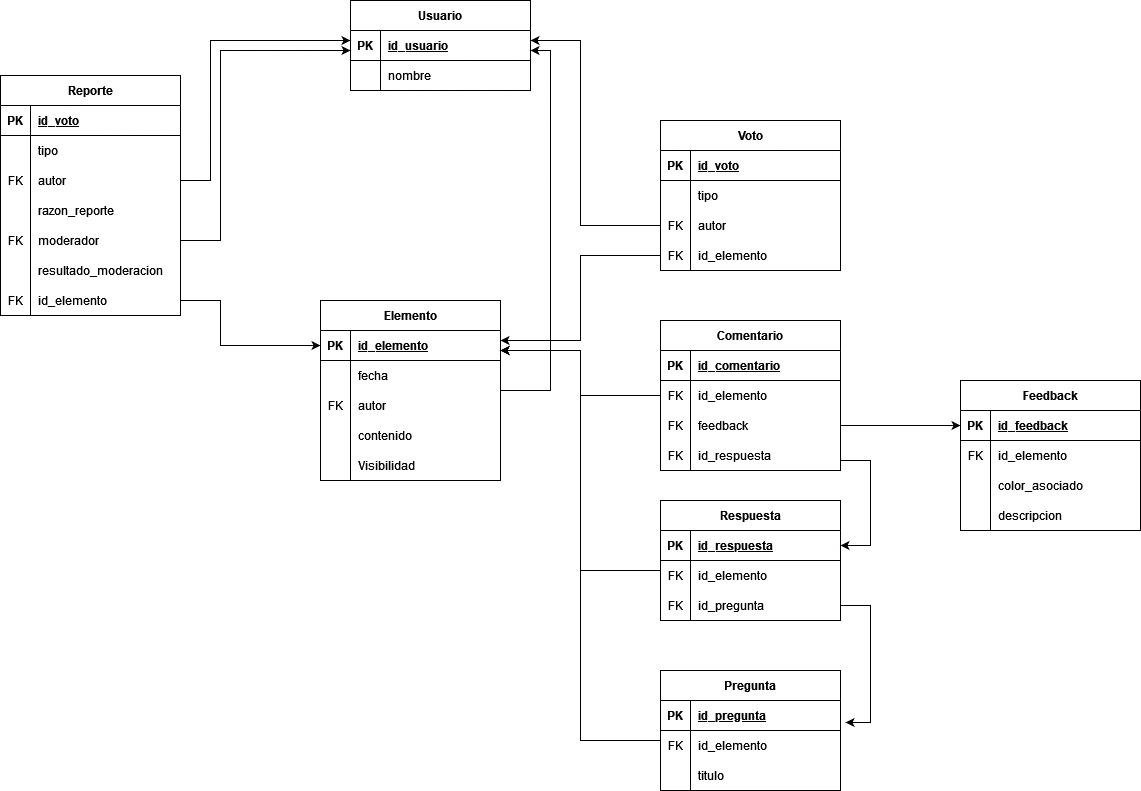 Usuario
PK id_usuario
nombre
Reporte
PK id_voto
tipo
FK autor
razon_reporte
FK moderador
resultado_moderacion
FK id_elemento
Elemento
PK id_elemento
fecha
FK autor
contenido
Visibilidad
Voto
PK id_voto
tipo
FK autor
FK id_elemento
Comentario
PK id_comentario
FK id_elemento
FK feedback
FK id_respuesta
Feedback
PK id_feedback
FK id_elemento
color_asociado
descripcion
Respuesta
PK id_respuesta
FK id_elemento
FK id_pregunta
Pregunta
PK id_pregunta
FK id_elemento
titulo